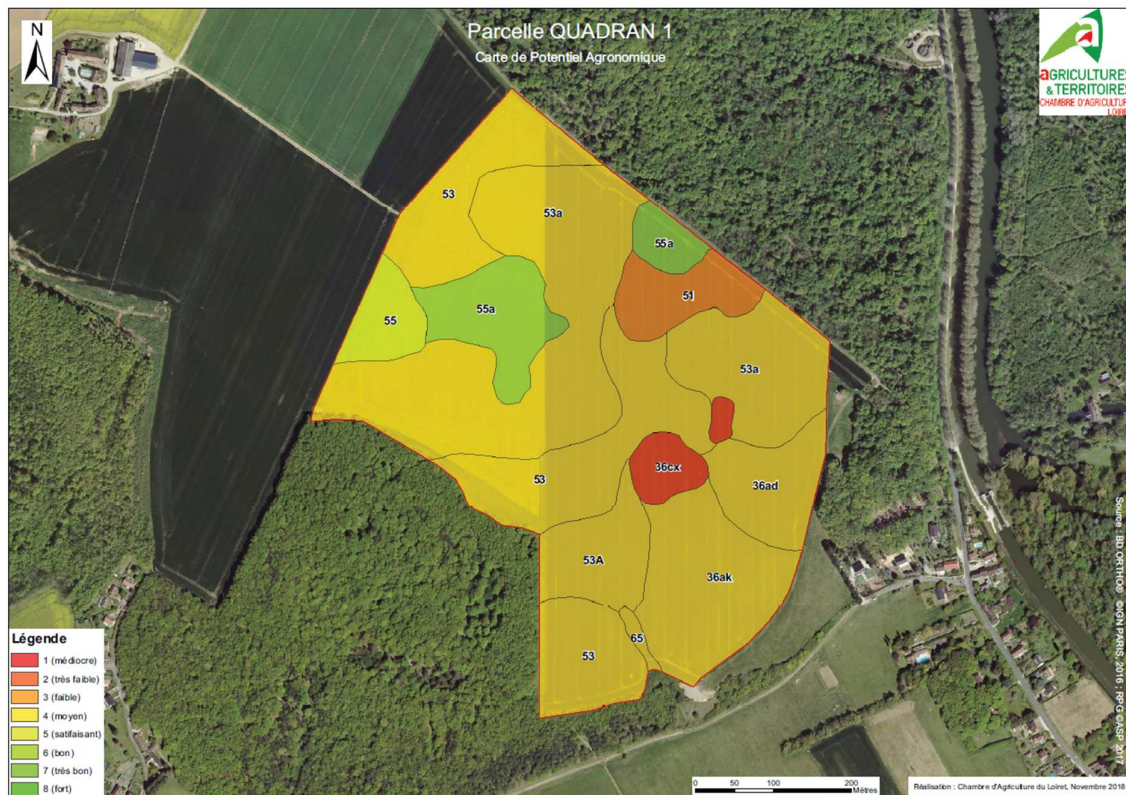 N
Parcelle QUADRAN 1
Carte de Potentiel Agronomique
AGRICULTURES
& TERRITOIRES
CHAMBRE D'AGRICULTUR
LOIRE
53
53a
55a
51
55
55a
53a
36cx
36ad
53
53A
36ak
65
53
Légende
1 (médiocre)
2 (très faible)
3 (faible)
4 (moyen)
5 (satifaisant)
6 (bon)
7 (très bon)
8 (fort)
0 50 100 200
Mètres
Réalisation : Chambre d'Agriculture du Loiret, Novembre 2018
Source : BD ORTHO© ©IGN PARIS, 2016 ; RPG ©ASP 2017